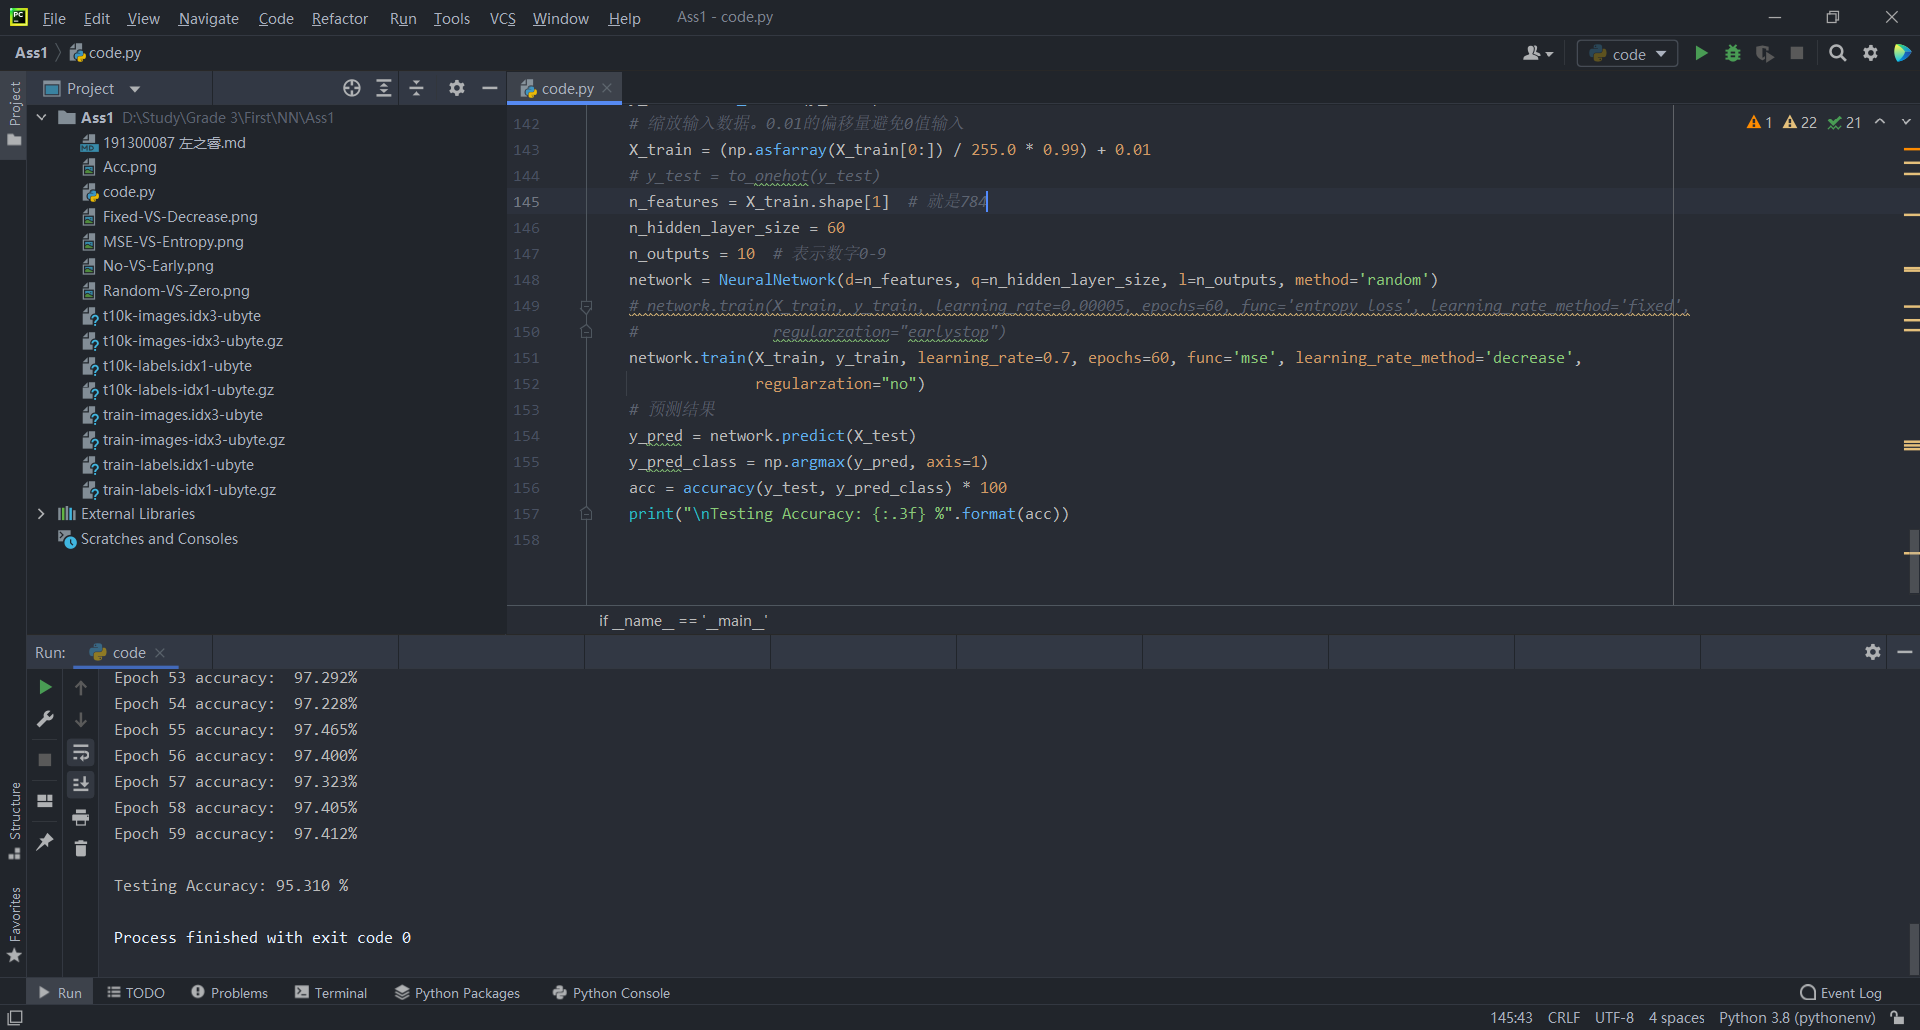 File Edit View Navigate Code Refactor Run Tools VCS Window Help Ass1 - code.py
Ass1 code.py code
Project
Project code.py
Ass1 D:\Study\Grade 3\First\NN\Ass1
191300087 左之睿.md
Acc.png
code.py
Fixed-VS-Decrease.png
MSE-VS-Entropy.png
No-VS-Early.png
Random-VS-Zero.png
t10k-images.idx3-ubyte
t10k-images-idx3-ubyte.gz
t10k-labels.idx1-ubyte
t10k-labels-idx1-ubyte.gz
train-images.idx3-ubyte
train-images-idx3-ubyte.gz
train-labels.idx1-ubyte
train-labels-idx1-ubyte.gz
External Libraries
Scratches and Consoles
1 22 21
142 # 缩放输入数据。0.01的偏移量避免0值输入
143 X_train = (np.asfarray(X_train[0:]) / 255.0 * 0.99) + 0.01
144 # y_test = to_onehot(y_test)
145 n_features = X_train.shape[1]  # 就是784
146 n_hidden_layer_size = 60
147 n_outputs = 10  # 表示数字0-9
148 network = NeuralNetwork(d=n_features, q=n_hidden_layer_size, l=n_outputs, method='random')
149 # network.train(X_train, y_train, learning_rate=0.00005, epochs=60, func='entropy_loss', learning_rate_method='fixed',
150 #               regularzation="earlystop")
151 network.train(X_train, y_train, learning_rate=0.7, epochs=60, func='mse', learning_rate_method='decrease',
152               regularzation="no")
153 # 预测结果
154 y_pred = network.predict(X_test)
155 y_pred_class = np.argmax(y_pred, axis=1)
156 acc = accuracy(y_test, y_pred_class) * 100
157 print("\nTesting Accuracy: {:.3f} %".format(acc))
158
if __name__ == '__main__'
Run: code
Epoch 53 accuracy:  97.292%
Epoch 54 accuracy:  97.228%
Epoch 55 accuracy:  97.465%
Epoch 56 accuracy:  97.400%
Epoch 57 accuracy:  97.323%
Epoch 58 accuracy:  97.405%
Epoch 59 accuracy:  97.412%
Testing Accuracy: 95.310 %
Process finished with exit code 0
Structure
Favorites
Run TODO Problems Terminal Python Packages Python Console Event Log
145:43 CRLF UTF-8 4 spaces Python 3.8 (pythonenv)